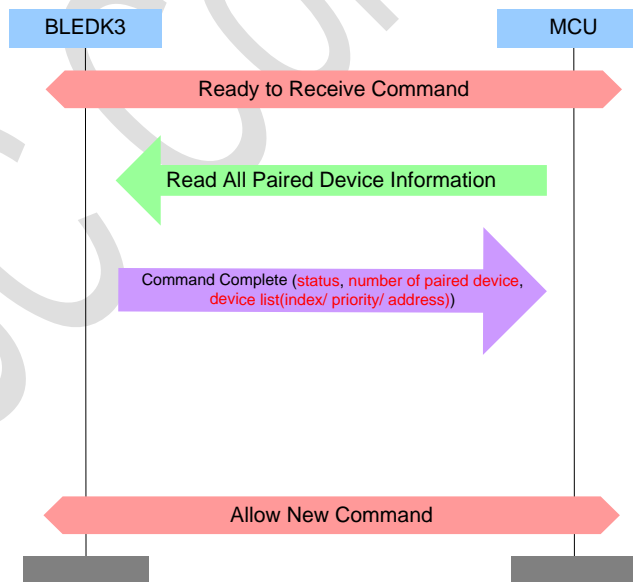 BLEDK3
MCU
Ready to Receive Command
Read All Paired Device Information
Command Complete (status, number of paired device,
device list(index/ priority/ address))
Allow New Command